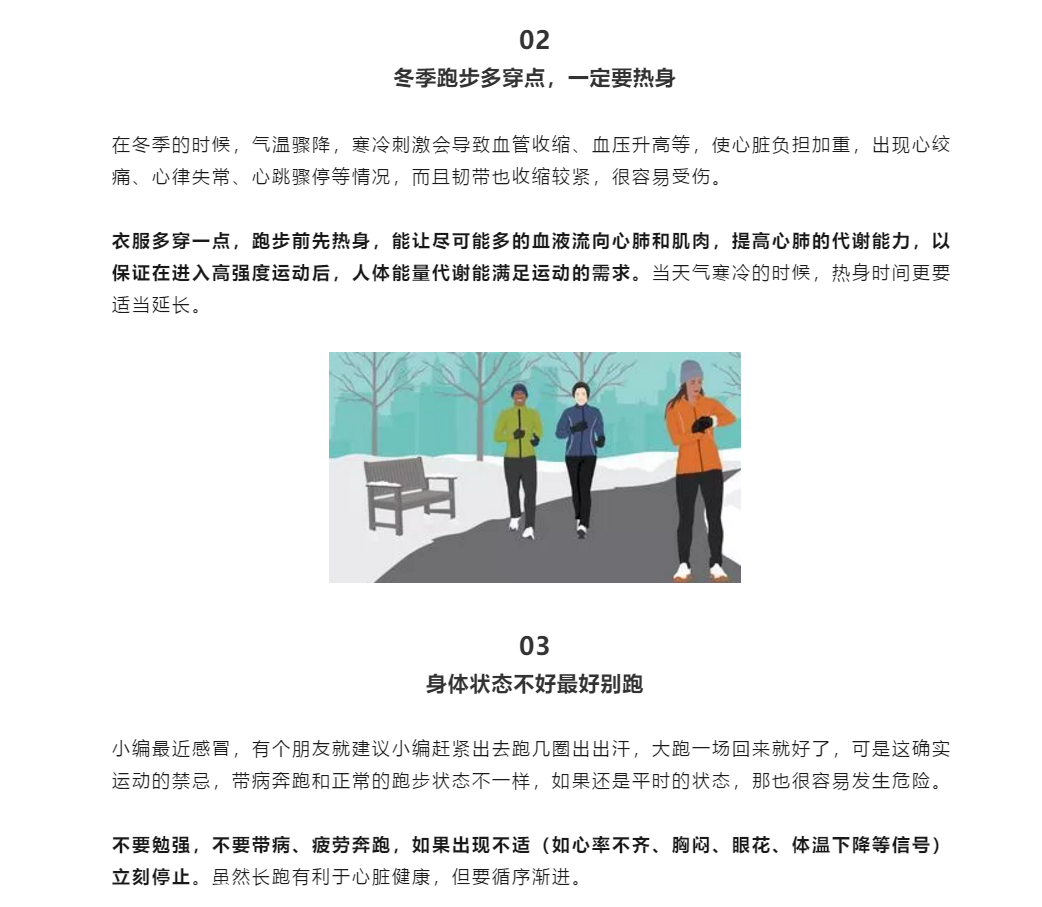 02
冬季跑步多穿点，一定要热身
在冬季的时候，气温骤降，寒冷刺激会导致血管收缩、血压升高等，使心脏负担加重，出现心绞
痛、心律失常、心跳骤停等情况，而且韧带也收缩较紧，很容易受伤。
衣服多穿一点，跑步前先热身，能让尽可能多的血液流向心肺和肌肉，提高心肺的代谢能力，以
保证在进入高强度运动后，人体能量代谢能满足运动的需求。当天气寒冷的时候，热身时间更要
适当延长。
03
身体状态不好最好别跑
小编最近感冒，有个朋友就建议小编赶紧出去跑几圈出出汗，大跑一场回来就好了，可是这确实
运动的禁忌，带病奔跑和正常的跑步状态不一样，如果还是平时的状态，那也很容易发生危险。
不要勉强，不要带病、疲劳奔跑，如果出现不适（如心率不齐、胸闷、眼花、体温下降等信号）
立刻停止。虽然长跑有利于心脏健康，但要循序渐进。